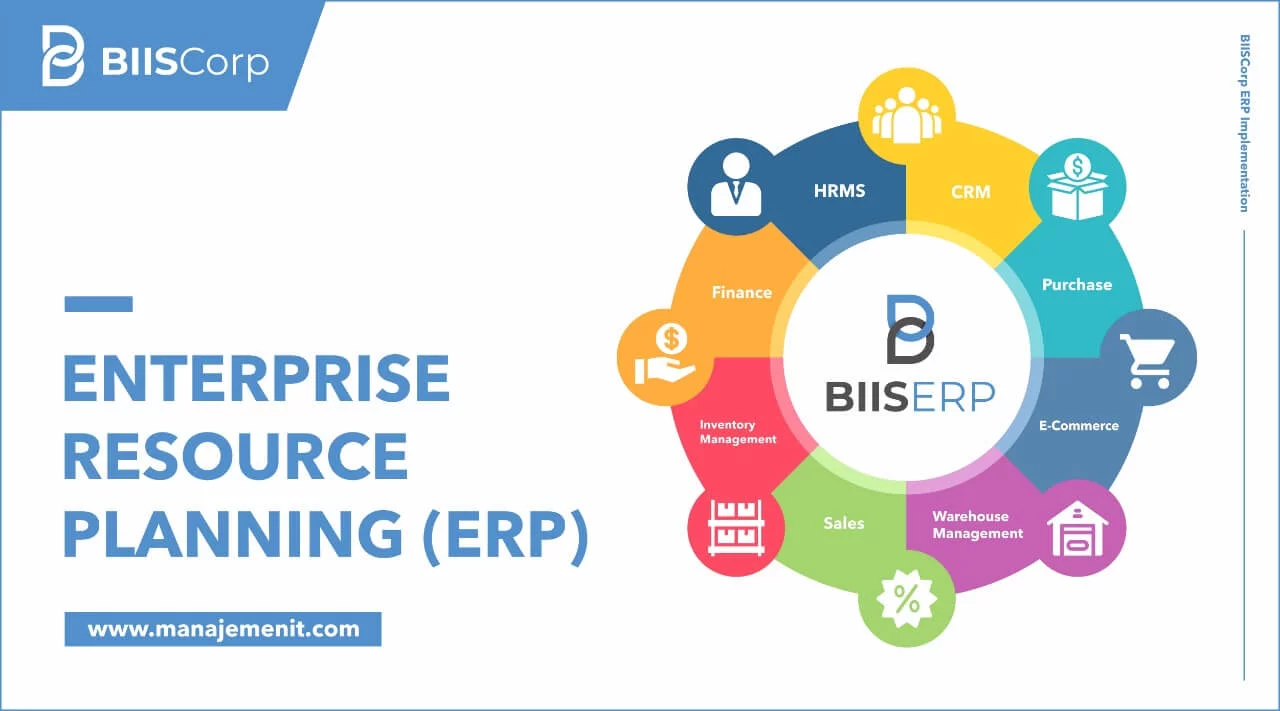 BIISCorp
BIISCorp ERP Implementation
ENTERPRISE
RESOURCE
PLANNING (ERP)
www.manajemenit.com
HRMS
CRM
Finance
Purchase
BIISERP
Inventory
Management
E-Commerce
Sales
Warehouse
Management
$
$
%